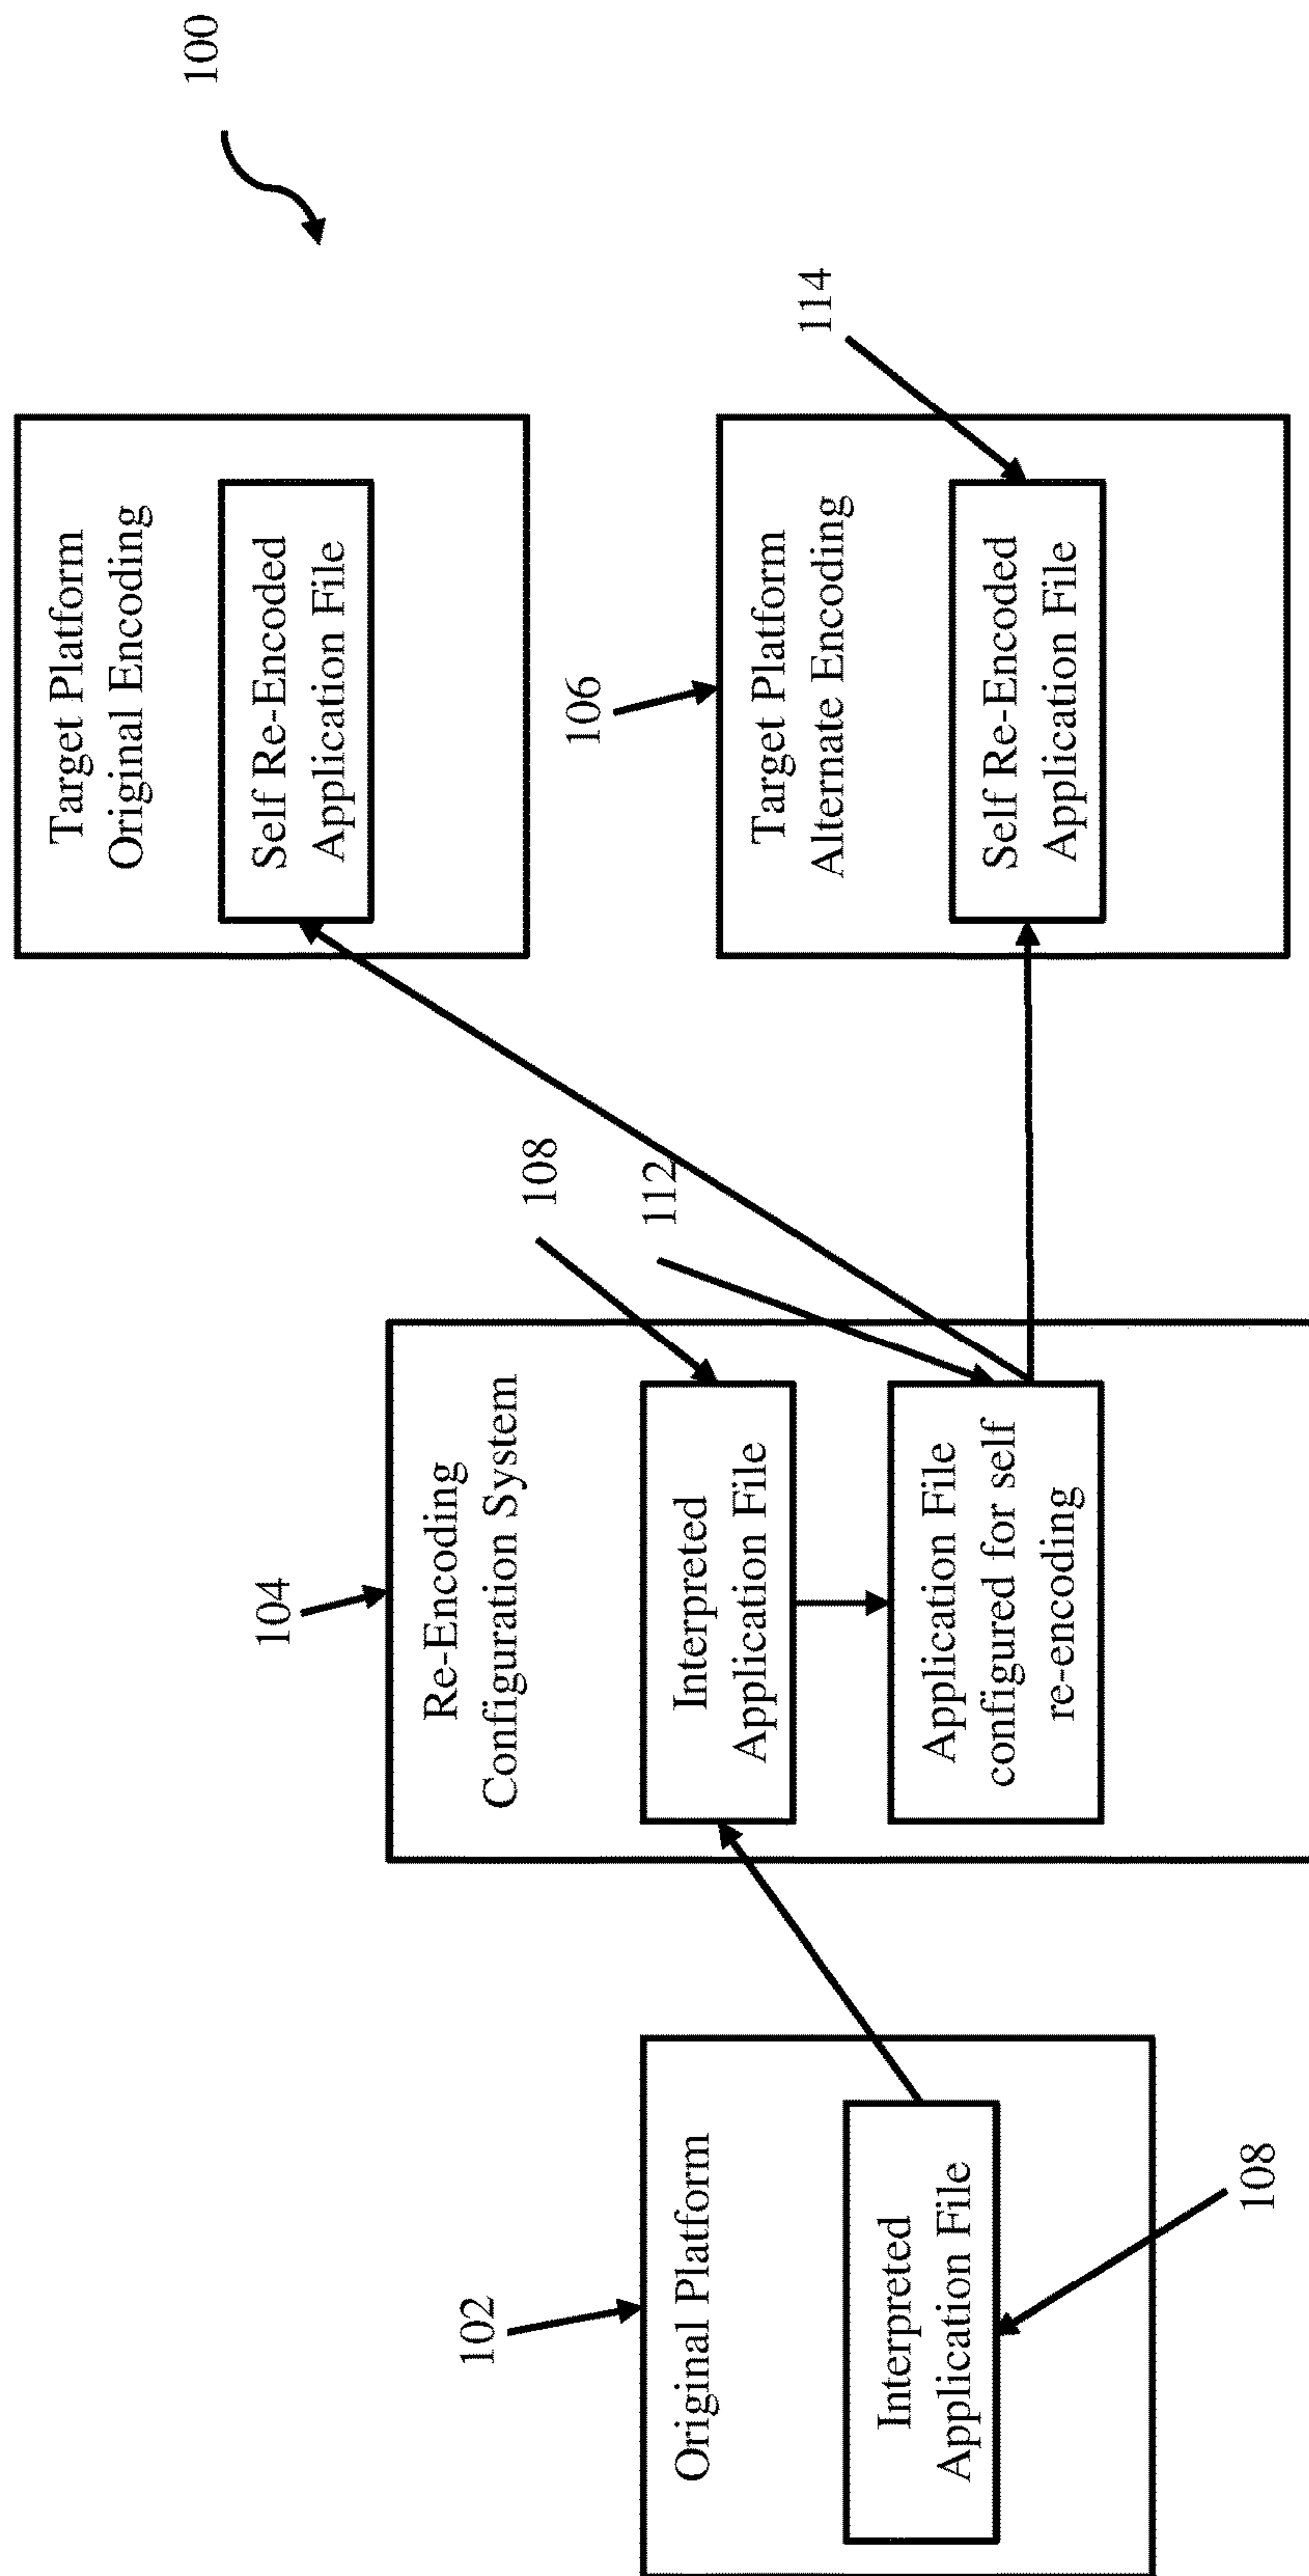 100
102
Original Platform
Interpreted
Application File
108
104
Re-Encoding
Configuration System
108
Interpreted
Application File
112
Application File
configured for self
re-encoding
Target Platform
Original Encoding
Self Re-Encoded
Application File
106
Target Platform
Alternate Encoding
114
Self Re-Encoded
Application File